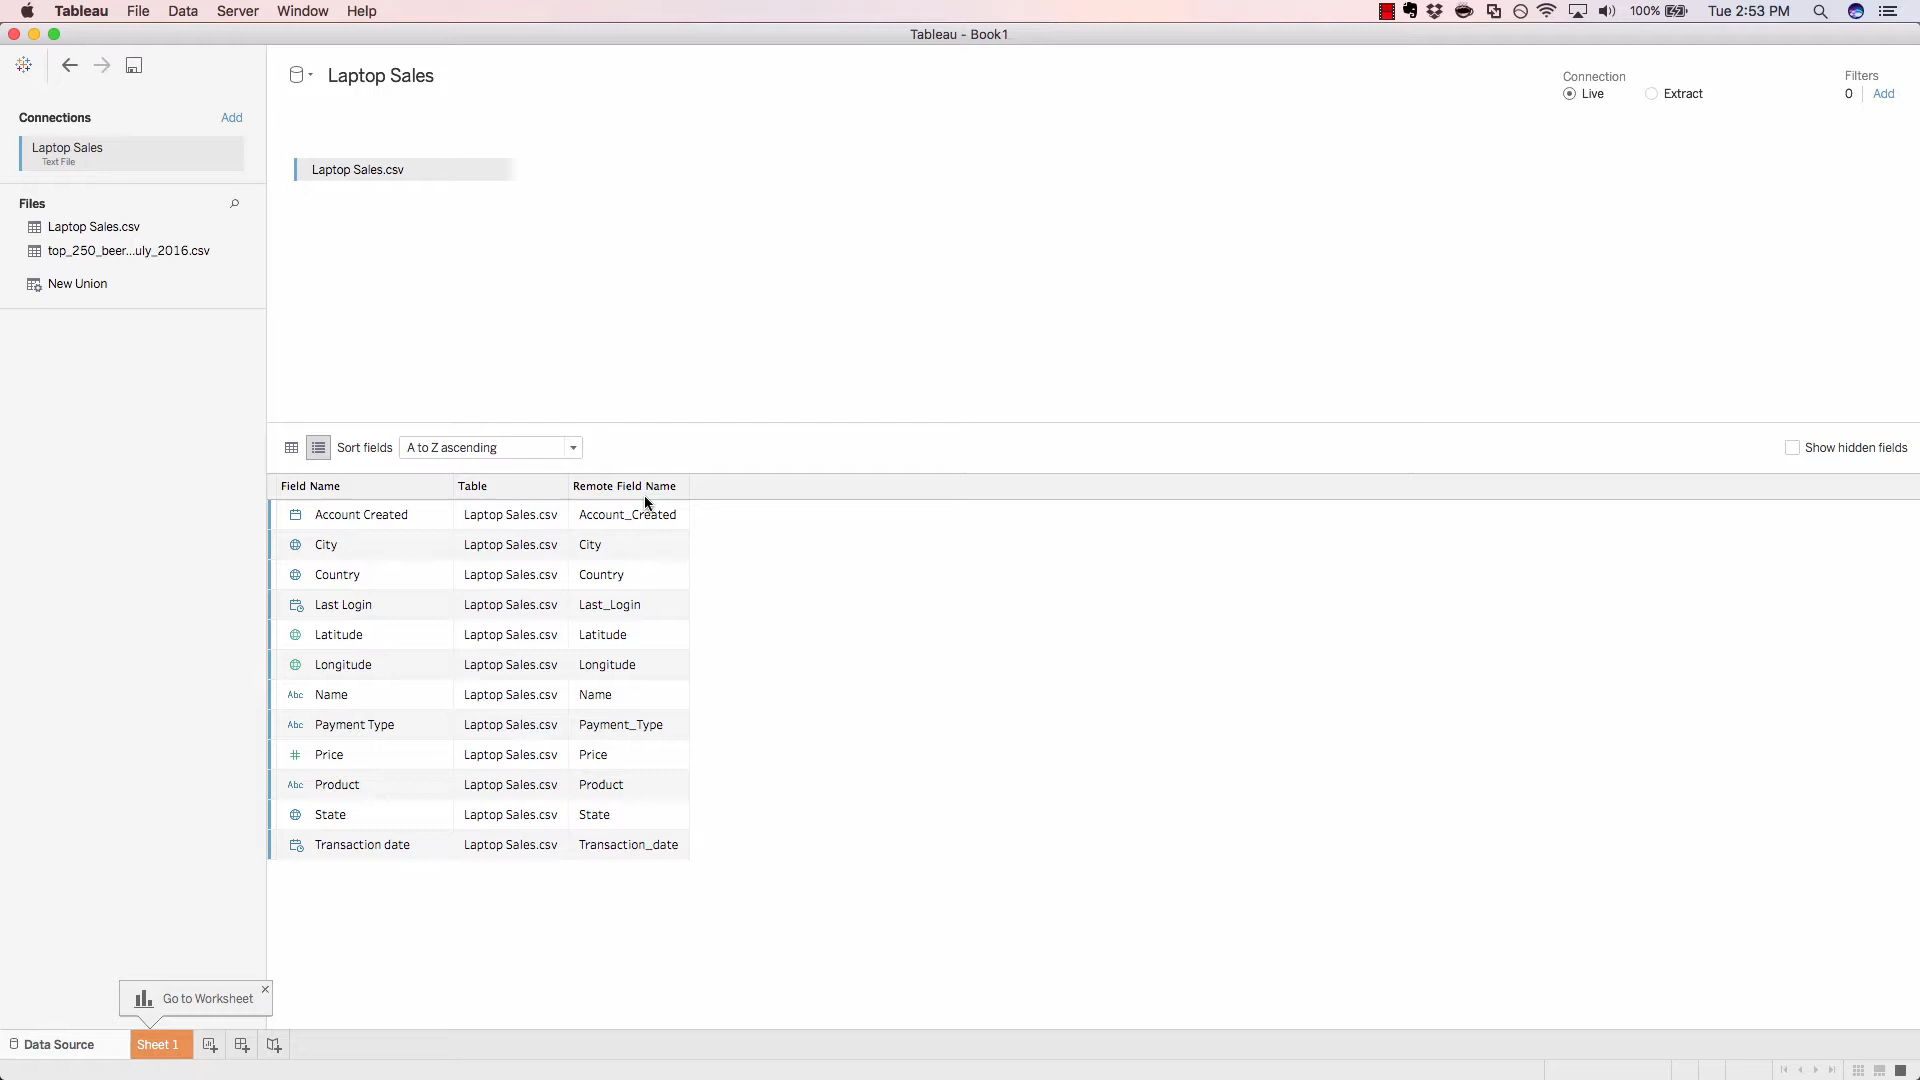 Tableau File Data Server Window Help 100% Tue 2:53 PM
Tableau - Book1
Laptop Sales
Connection Filters
Live Extract 0 Add
Connections Add
Laptop Sales
Text File
Laptop Sales.csv
Files
Laptop Sales.csv
top_250_beer...uly_2016.csv
New Union
Sort fields A to Z ascending Show hidden fields
Field Name Table Remote Field Name
Account Created Laptop Sales.csv Account_Created
City Laptop Sales.csv City
Country Laptop Sales.csv Country
Last Login Laptop Sales.csv Last_Login
Latitude Laptop Sales.csv Latitude
Longitude Laptop Sales.csv Longitude
Abc Name Laptop Sales.csv Name
Abc Payment Type Laptop Sales.csv Payment_Type
# Price Laptop Sales.csv Price
Abc Product Laptop Sales.csv Product
State Laptop Sales.csv State
Transaction date Laptop Sales.csv Transaction_date
Go to Worksheet
Data Source Sheet 1